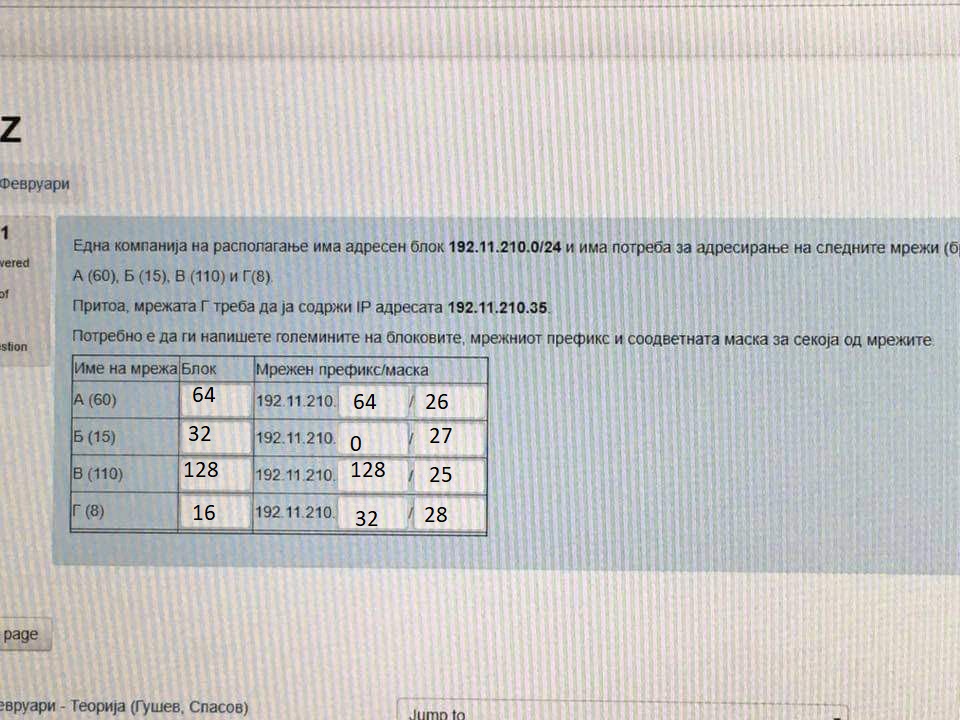 Z
Февруари
1
vered
of
stion
Една компанија на располагање има адресен блок 192.11.210.0/24 и има потреба за адресирање на следните мрежи (б
А (60), Б (15), В (110) и Г(8).
Притоа, мрежата Г треба да ја содржи IP адресата 192.11.210.35.
Потребно е да ги напишете големините на блоковите, мрежниот префикс и соодветната маска за секоја од мрежите.
Име на мрежа Блок Мрежен префикс/маска
А (60) 64 192.11.210. 64 / 26
Б (15) 32 192.11.210. 0 / 27
В (110) 128 192.11.210. 128 / 25
Г (8) 16 192.11.210. 32 / 28
page
евруари - Теорија (Гушев, Спасов)
Jump to